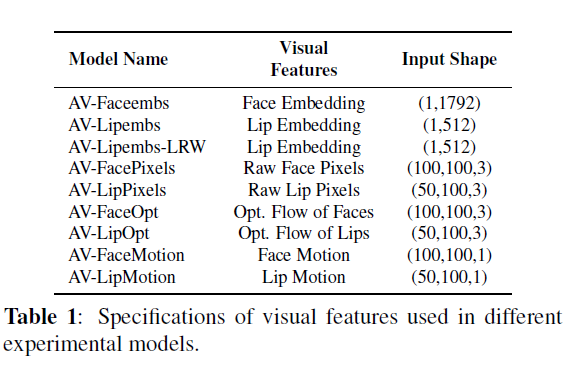 Model Name Visual Features Input Shape
AV-Faceembs Face Embedding (1,1792)
AV-Lipembs Lip Embedding (1,512)
AV-Lipembs-LRW Lip Embedding (1,512)
AV-FacePixels Raw Face Pixels (100,100,3)
AV-LipPixels Raw Lip Pixels (50,100,3)
AV-FaceOpt Opt. Flow of Faces (100,100,3)
AV-LipOpt Opt. Flow of Lips (50,100,3)
AV-FaceMotion Face Motion (100,100,1)
AV-LipMotion Lip Motion (50,100,1)
Table 1: Specifications of visual features used in different
experimental models.